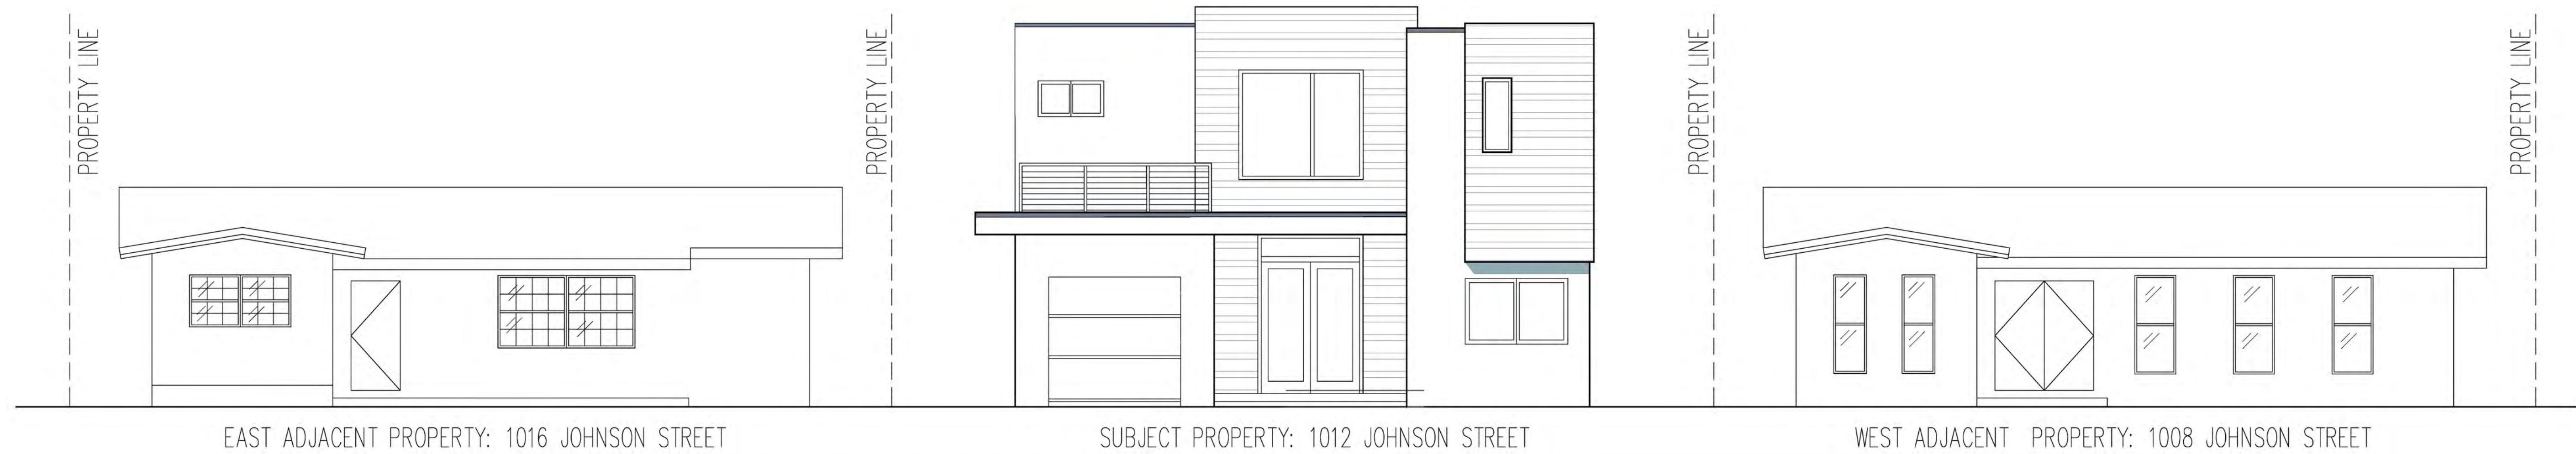 PROPERTY LINE
PROPERTY LINE
PROPERTY LINE
PROPERTY LINE
EAST ADJACENT PROPERTY: 1016 JOHNSON STREET
SUBJECT PROPERTY: 1012 JOHNSON STREET
WEST ADJACENT PROPERTY: 1008 JOHNSON STREET